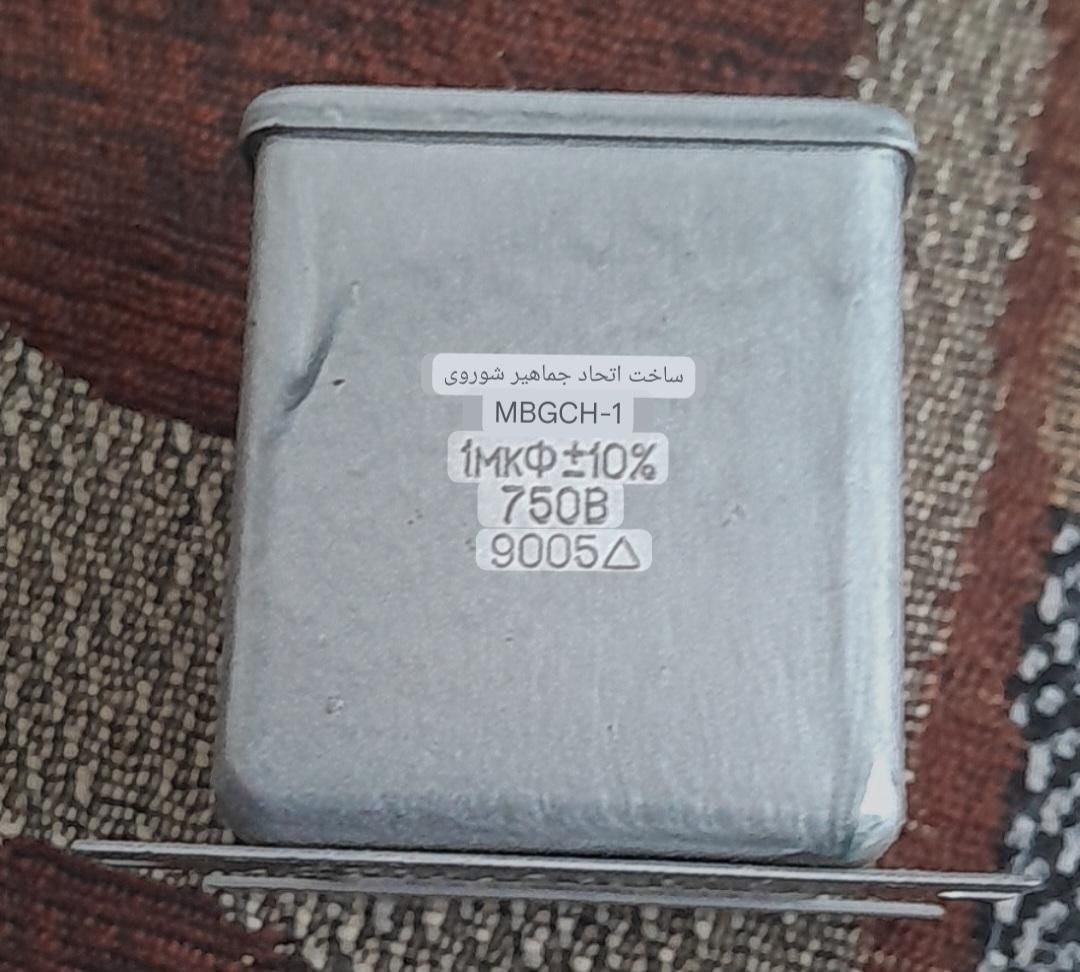 ساخت اتحاد جماهیر شوروی
MBGCH-1
1мкФ±10%
750В
9005△